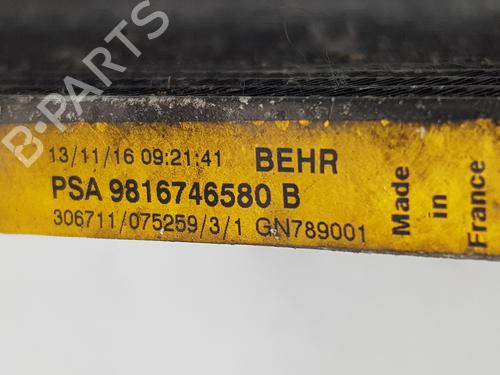 B-PARTS
13/11/16 09:21:41 BEHR
PSA 9816746580 B
306711/075259/3/1 GN789001
Made
in
France